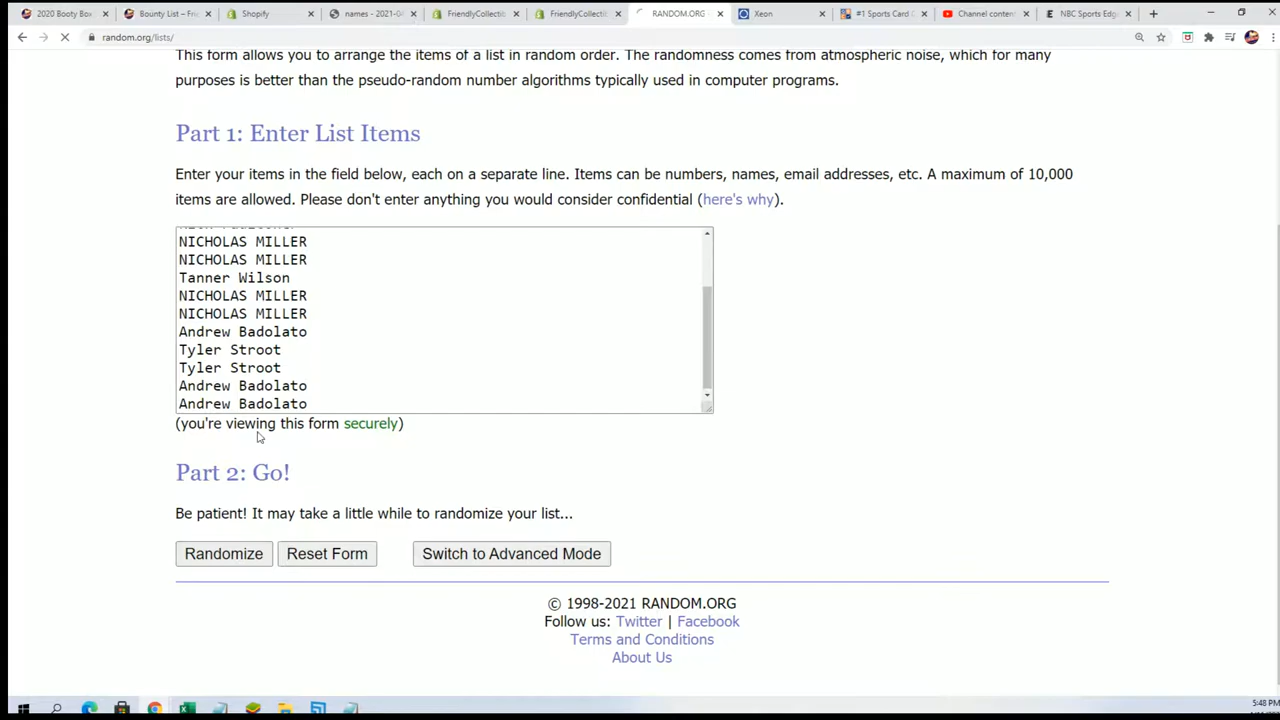 2020 Booty Box
Bounty List – Frie
Shopify
names - 2021-04
FriendlyCollectib
FriendlyCollectib
RANDOM.ORG
Xeon
#1 Sports Card C
Channel content
NBC Sports Edg
random.org/lists/
This form allows you to arrange the items of a list in random order. The randomness comes from atmospheric noise, which for many
purposes is better than the pseudo-random number algorithms typically used in computer programs.
Part 1: Enter List Items
Enter your items in the field below, each on a separate line. Items can be numbers, names, email addresses, etc. A maximum of 10,000
items are allowed. Please don't enter anything you would consider confidential (here's why).
NICHOLAS MILLER
NICHOLAS MILLER
Tanner Wilson
NICHOLAS MILLER
NICHOLAS MILLER
Andrew Badolato
Tyler Stroot
Tyler Stroot
Andrew Badolato
Andrew Badolato
(you're viewing this form securely)
Part 2: Go!
Be patient! It may take a little while to randomize your list...
Randomize
Reset Form
Switch to Advanced Mode
© 1998-2021 RANDOM.ORG
Follow us: Twitter | Facebook
Terms and Conditions
About Us
5:48 PM